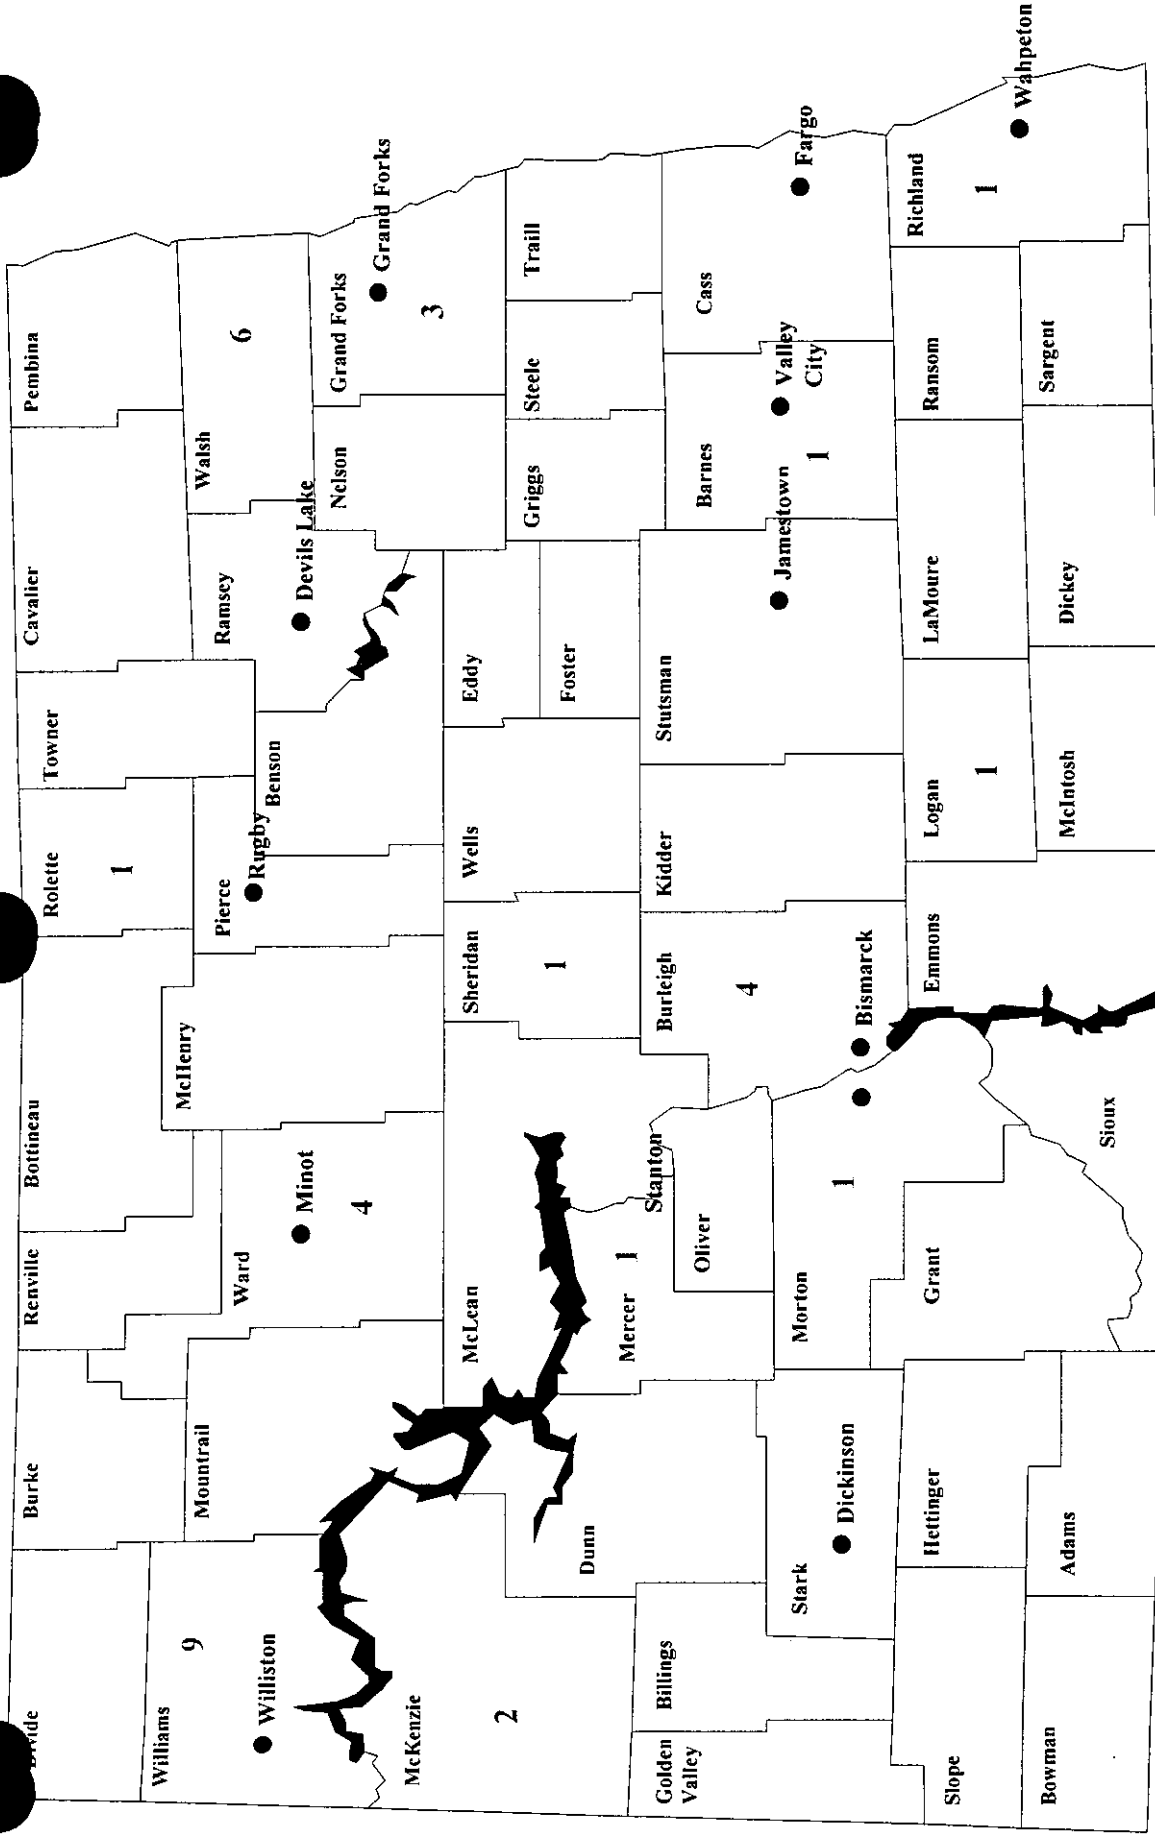 Divide
Burke
Renville
Bottineau
Rolette
1
Towner
Cavalier
Pembina
Williams
9
Williston
Mountrail
Ward
Minot
4
McHenry
Pierce
Rugby
Benson
Ramsey
Devils Lake
Walsh
6
Nelson
Grand Forks
Grand Forks
3
McKenzie
2
Dunn
McLean
Mercer
1
Stanton
Oliver
Sheridan
1
Wells
Eddy
Foster
Griggs
Steele
Traill
Golden
Valley
Billings
Stark
Dickinson
Morton
1
Burleigh
4
Bismarck
Kidder
Stutsman
Jamestown
Barnes
1
Valley
City
Cass
Fargo
Slope
Hettinger
Grant
Sioux
Emmons
Logan
1
LaMoure
Ransom
Richland
1
Wahpeton
Bowman
Adams
McIntosh
Dickey
Sargent